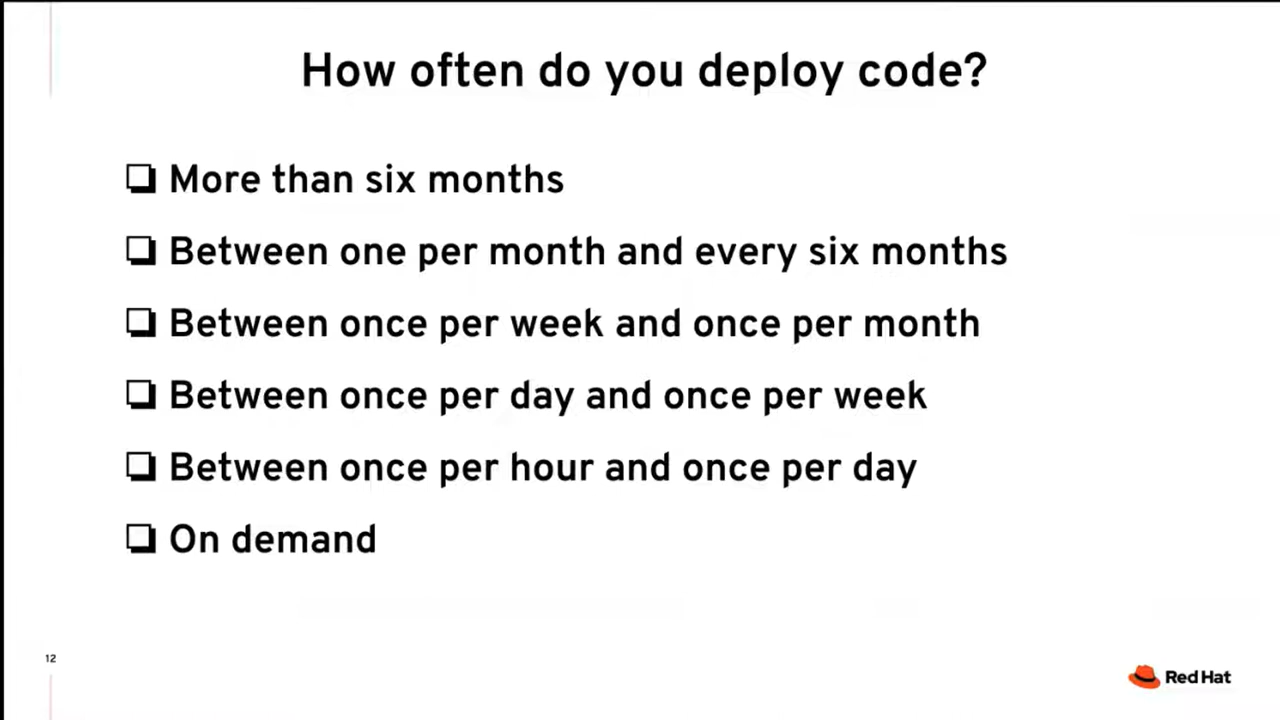 How often do you deploy code?
More than six months
Between one per month and every six months
Between once per week and once per month
Between once per day and once per week
Between once per hour and once per day
On demand
12
Red Hat